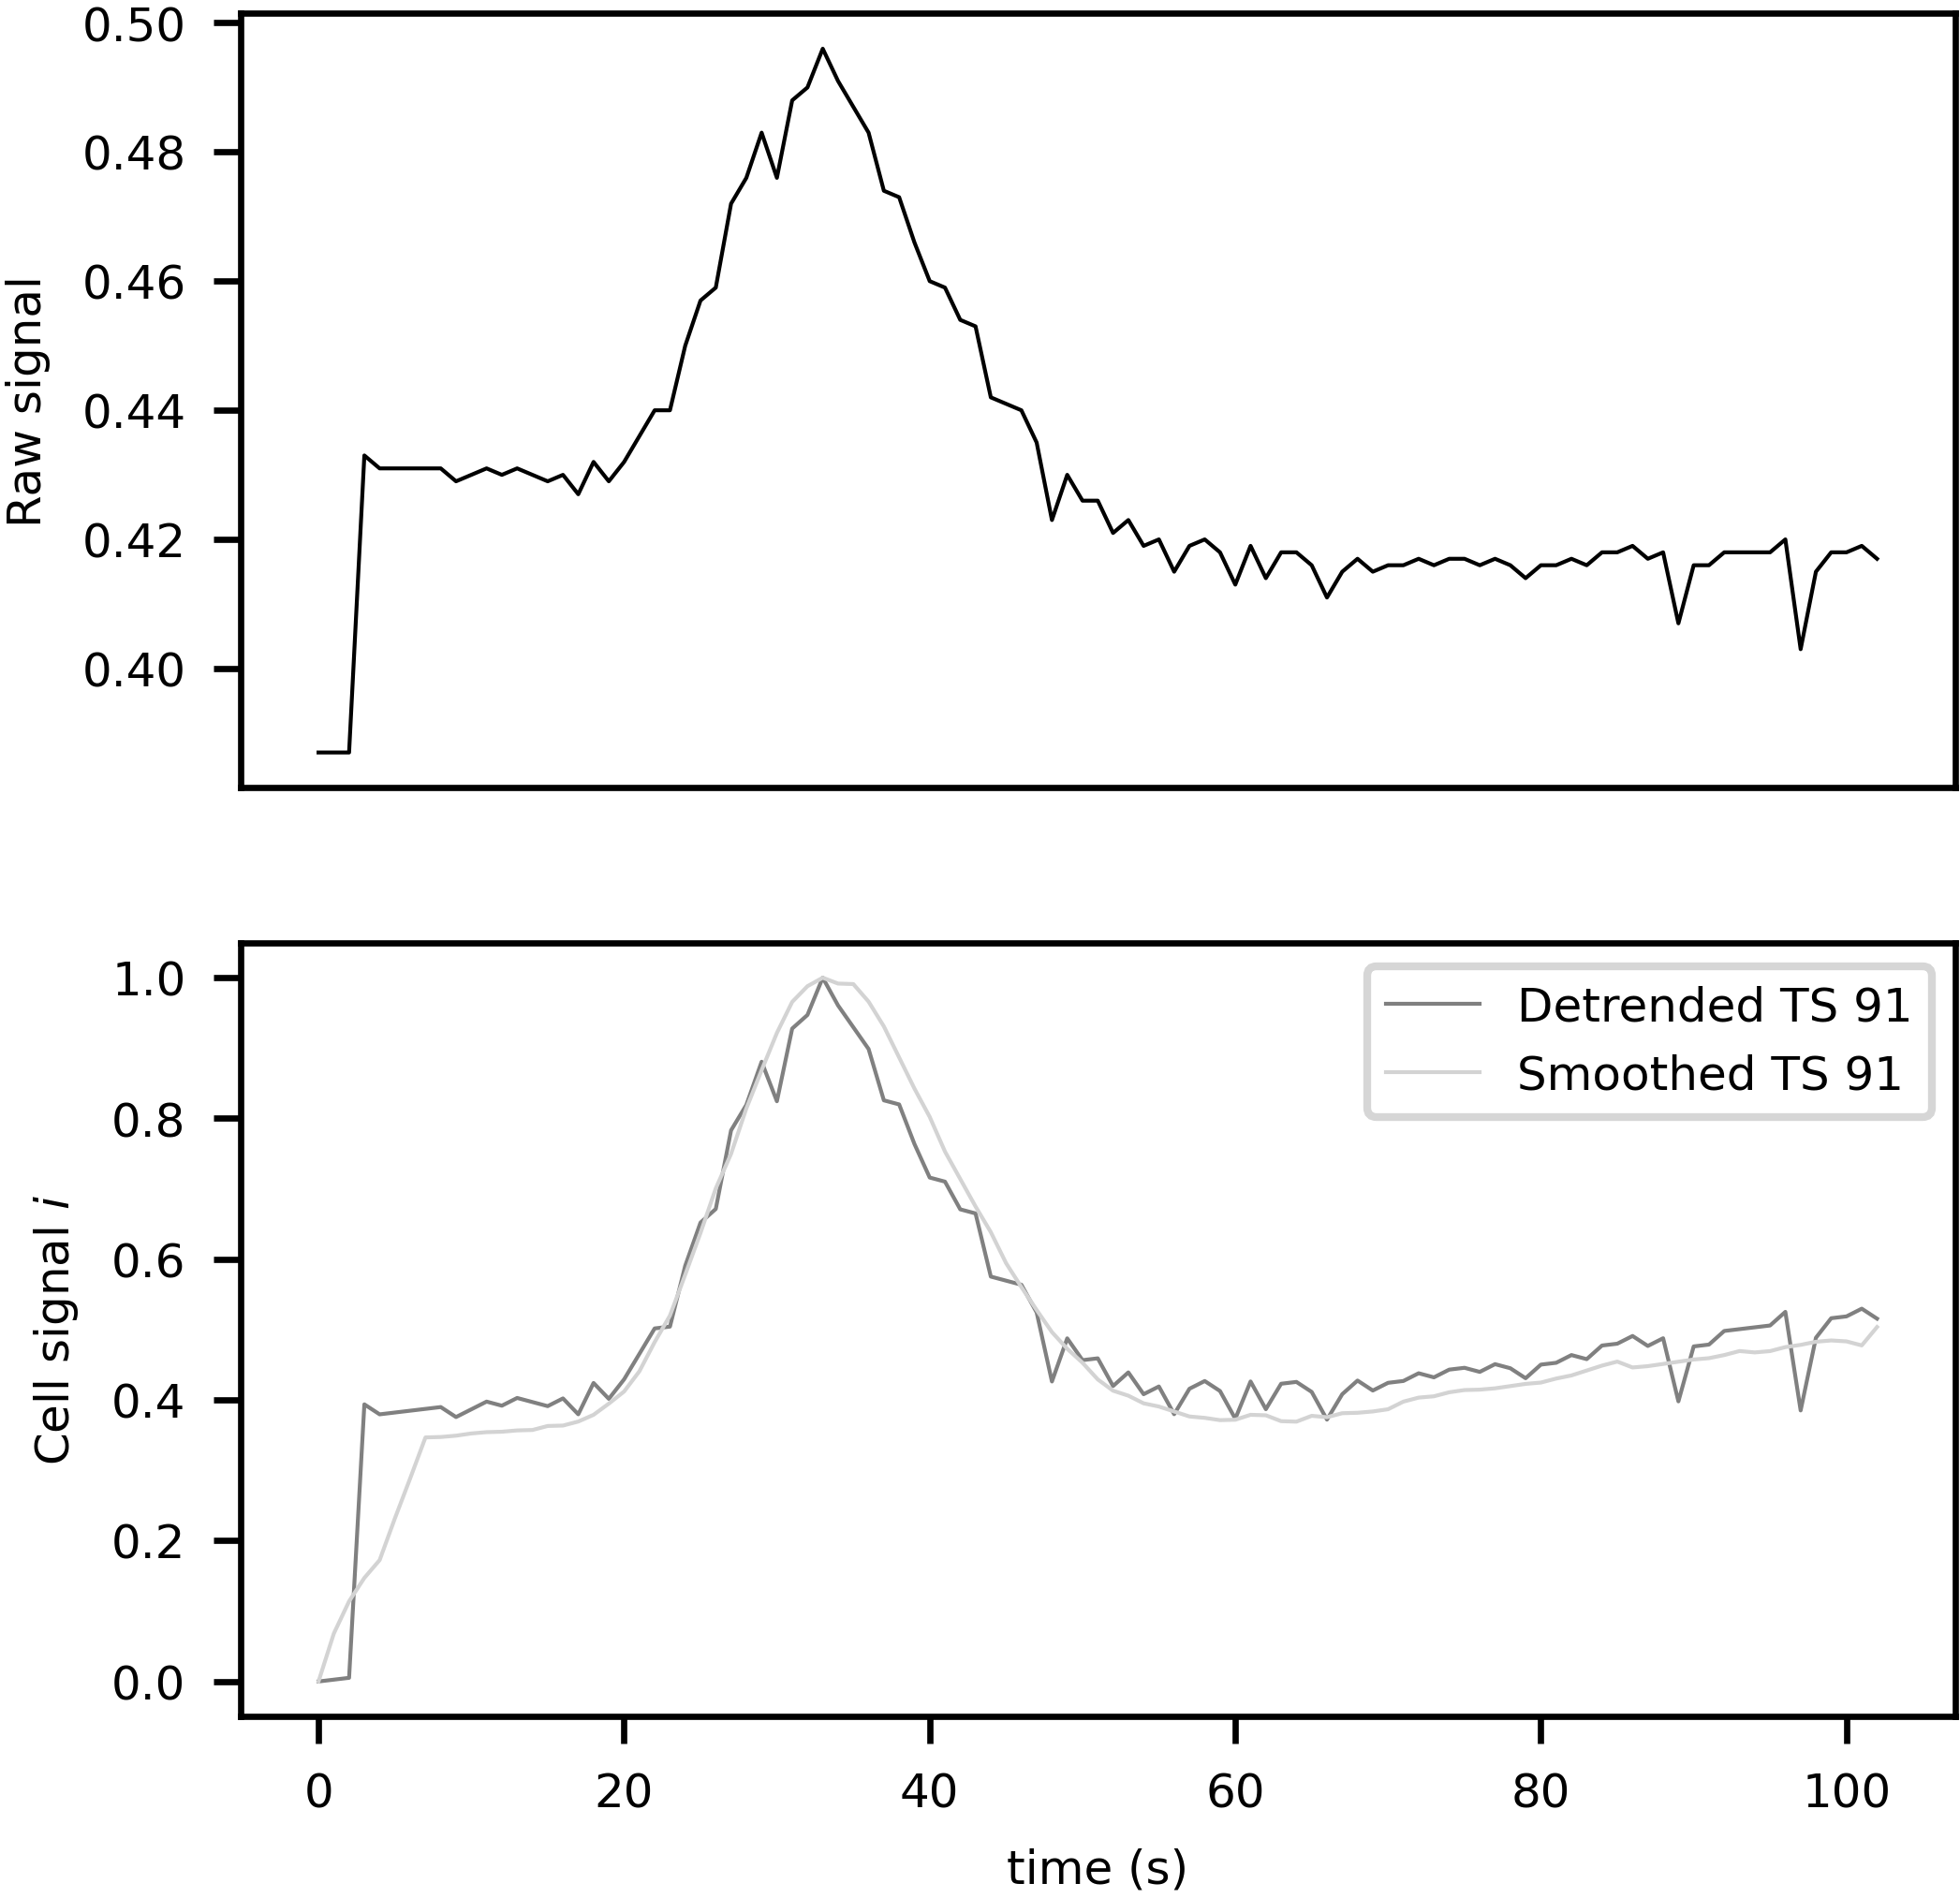 0.50
0.48
0.46
0.44
0.42
0.40
Raw signal
1.0
0.8
0.6
0.4
0.2
0.0
Cell signal i
Detrended TS 91
Smoothed TS 91
0 20 40 60 80 100
time (s)